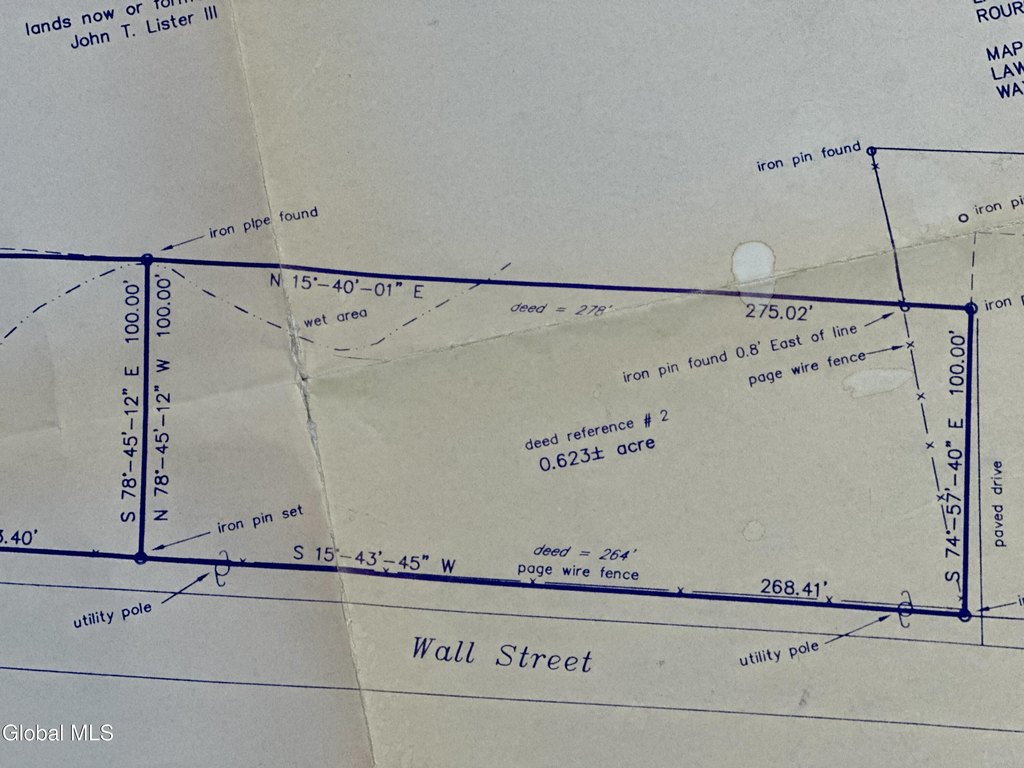 lands now or
John T. Lister III
ROUR
MAP
LAW
WA
iron pin found
iron pi
iron pipe found
N 15°-40'-01" E
deed = 278'
275.02'
iron p
wet area
iron pin found 0.8' East of line
page wire fence
S 78°-45'-12" E 100.00'
N 78°-45'-12" W 100.00'
deed reference # 2
0.623± acre
S 74°-57'-40" E 100.00'
paved drive
iron pin set
3.40'
S 15°-43'-45" W
deed = 264'
page wire fence
268.41'
utility pole
utility pole
Wall Street
Global MLS